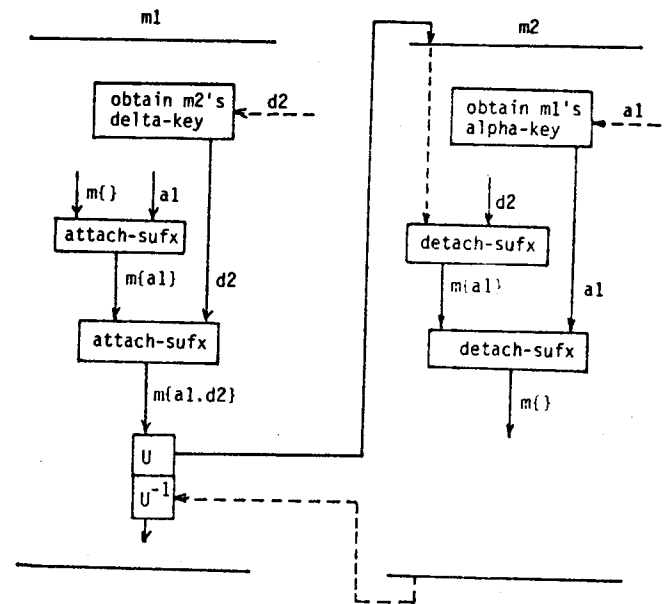 m1
obtain m2's
delta-key
d2
m{}
a1
attach-sufx
m{a1}
d2
attach-sufx
m{a1.d2}
U
U⁻¹
m2
obtain m1's
alpha-key
a1
d2
detach-sufx
m{a1}
a1
detach-sufx
m{}